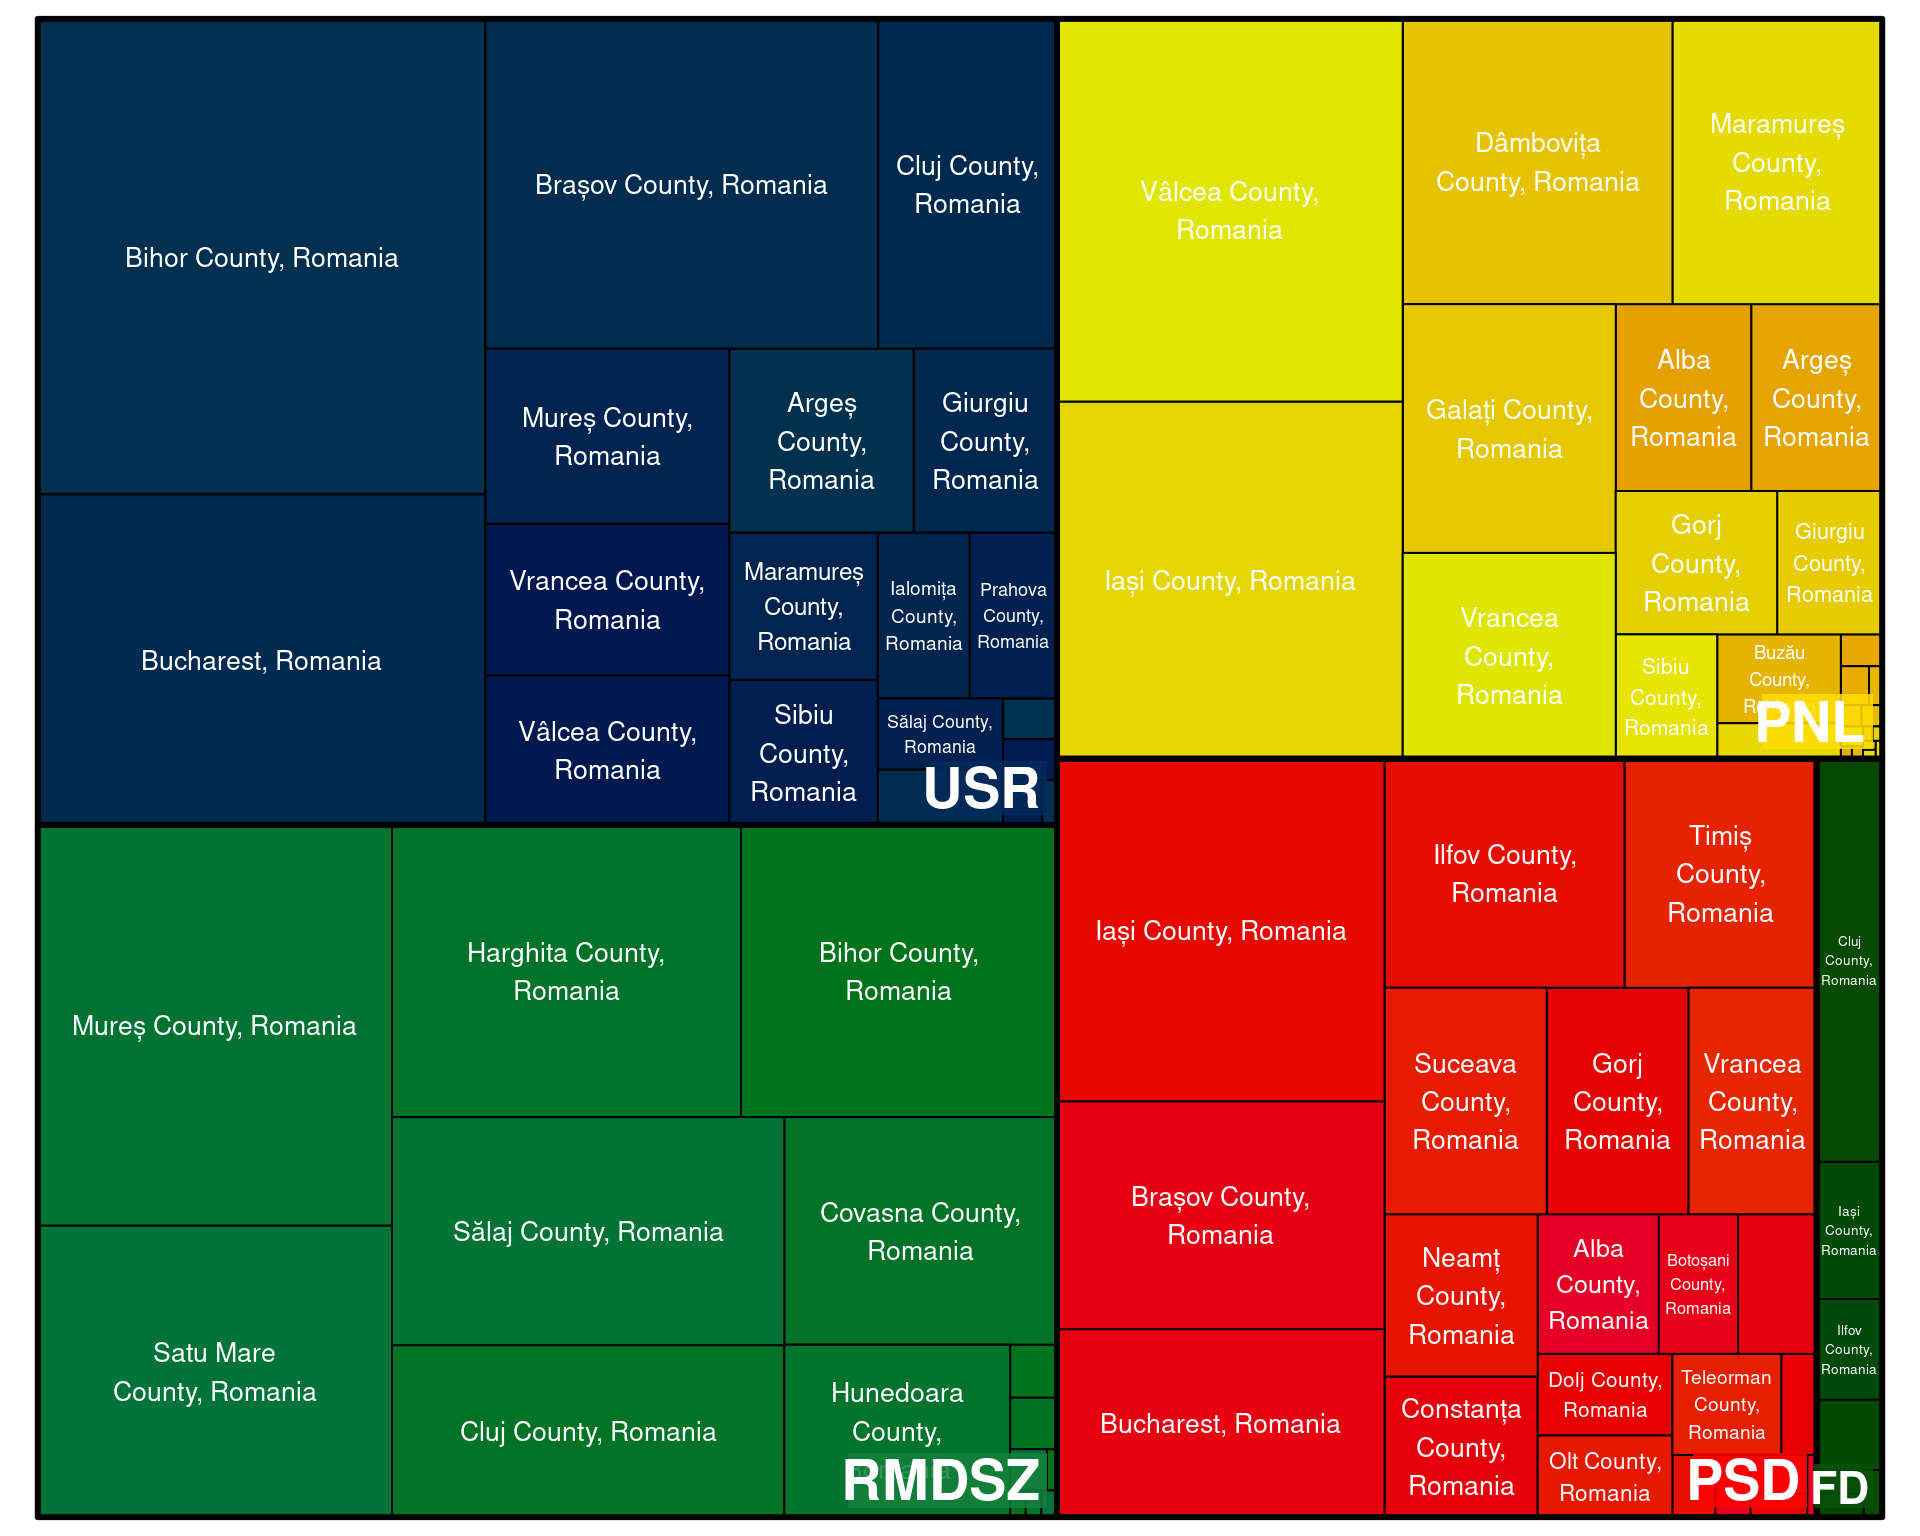 Bihor County, Romania
Bucharest, Romania
Brașov County, Romania
Cluj County,
Romania
Mureș County,
Romania
Argeș
County,
Romania
Giurgiu
County,
Romania
Vrancea County,
Romania
Vâlcea County,
Romania
Maramureș
County,
Romania
Ialomița
County,
Romania
Prahova
County,
Romania
Sibiu
County,
Romania
Sălaj County,
Romania
USR
Mureș County, Romania
Satu Mare
County, Romania
Harghita County,
Romania
Bihor County,
Romania
Sălaj County, Romania
Covasna County,
Romania
Cluj County, Romania
Hunedoara
County,
RMDSZ
Vâlcea County,
Romania
Iași County, Romania
Dâmbovița
County, Romania
Maramureș
County,
Romania
Galați County,
Romania
Alba
County,
Romania
Argeș
County,
Romania
Vrancea
County,
Romania
Gorj
County,
Romania
Giurgiu
County,
Romania
Sibiu
County,
Romania
Buzău
County,
PNL
Iași County, Romania
Brașov County,
Romania
Bucharest, Romania
Ilfov County,
Romania
Timiș
County,
Romania
Suceava
County,
Romania
Gorj
County,
Romania
Vrancea
County,
Romania
Neamț
County,
Romania
Alba
County,
Romania
Botoșani
County,
Romania
Constanța
County,
Romania
Dolj County,
Romania
Teleorman
County,
Romania
Olt County,
Romania
PSD
Cluj
County,
Romania
Iași
County,
Romania
Ilfov
County,
Romania
FD